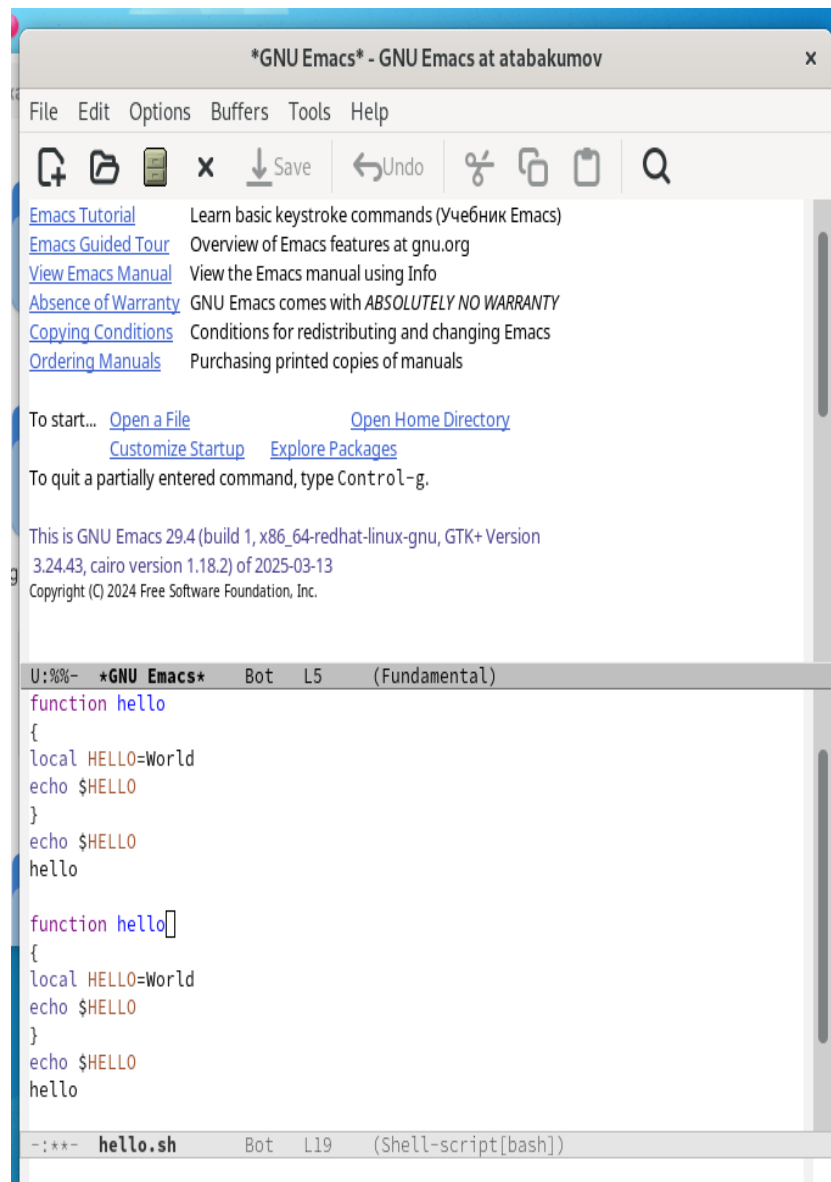 *GNU Emacs* - GNU Emacs at atabakumov
File Edit Options Buffers Tools Help
Save Undo
Emacs Tutorial Learn basic keystroke commands (Учебник Emacs)
Emacs Guided Tour Overview of Emacs features at gnu.org
View Emacs Manual View the Emacs manual using Info
Absence of Warranty GNU Emacs comes with ABSOLUTELY NO WARRANTY
Copying Conditions Conditions for redistributing and changing Emacs
Ordering Manuals Purchasing printed copies of manuals
To start... Open a File Open Home Directory
Customize Startup Explore Packages
To quit a partially entered command, type Control-g.
This is GNU Emacs 29.4 (build 1, x86_64-redhat-linux-gnu, GTK+ Version
3.24.43, cairo version 1.18.2) of 2025-03-13
Copyright (C) 2024 Free Software Foundation, Inc.
U:%%- *GNU Emacs* Bot L5 (Fundamental)
function hello
{
local HELLO=World
echo $HELLO
}
echo $HELLO
hello
function hello
{
local HELLO=World
echo $HELLO
}
echo $HELLO
hello
-:**- hello.sh Bot L19 (Shell-script[bash])